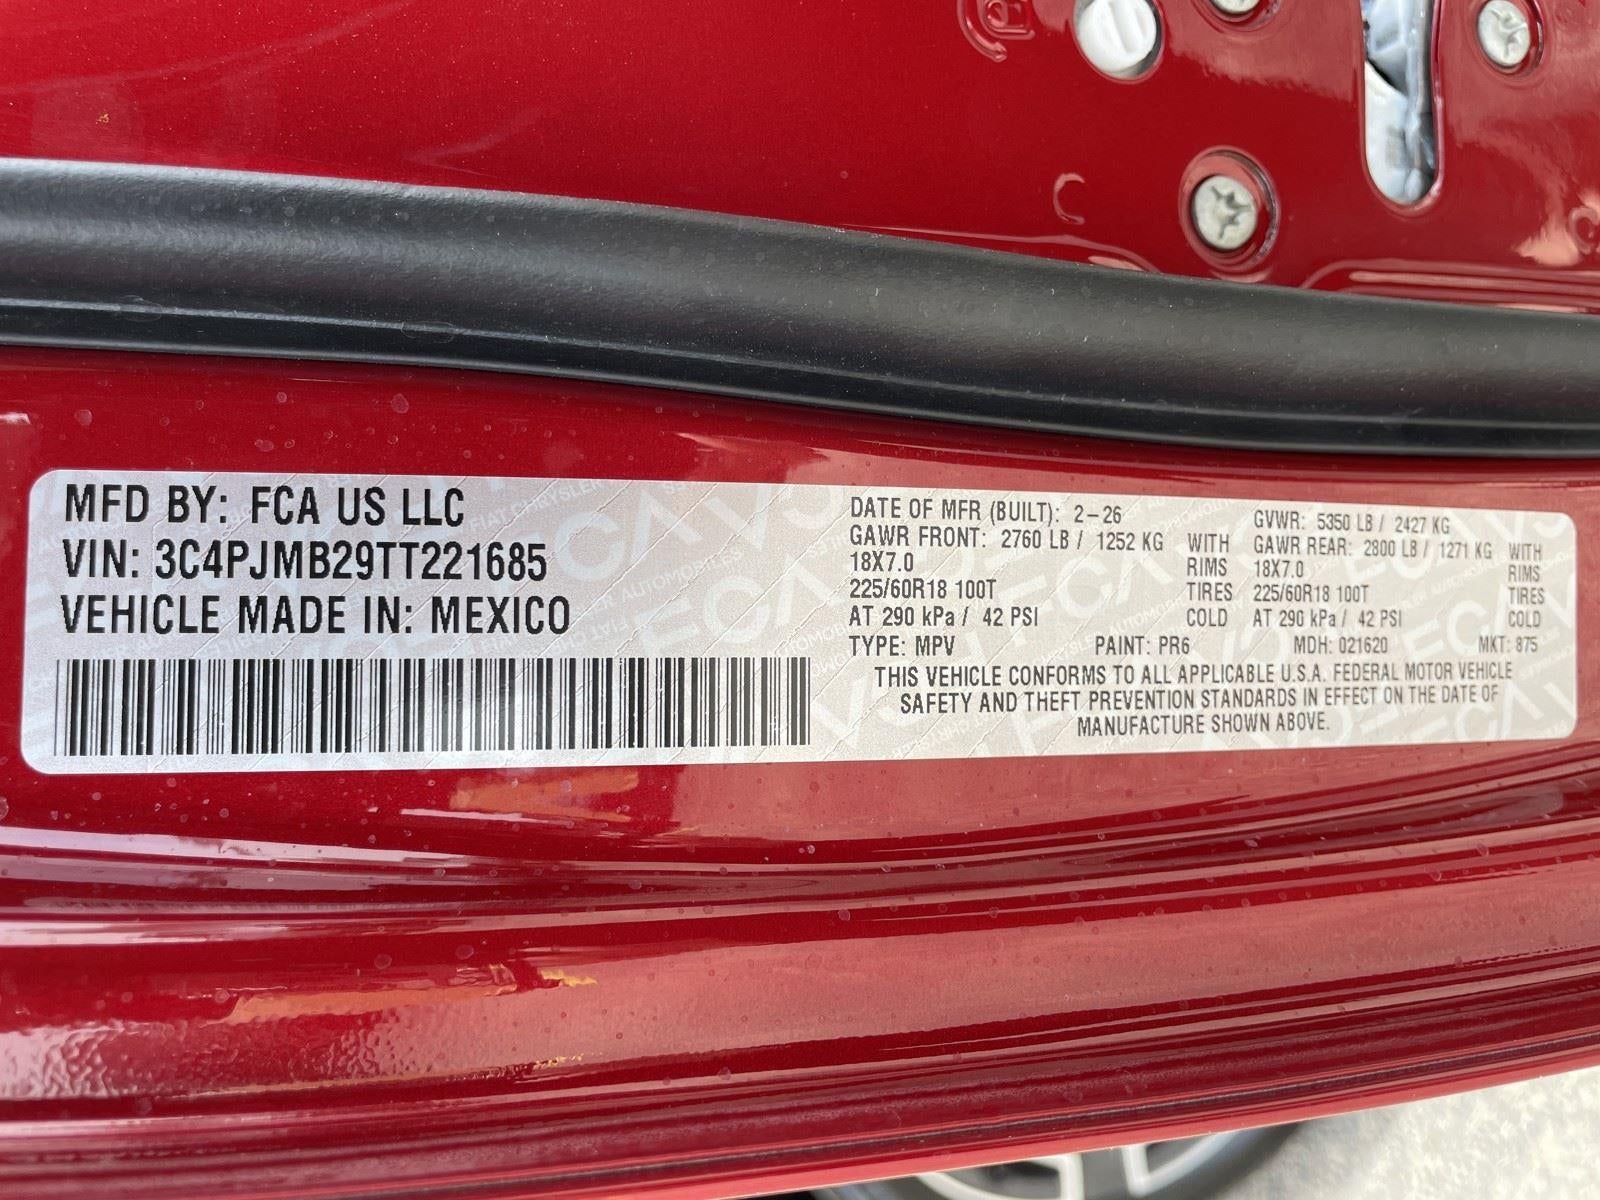 MFD BY: FCA US LLC
VIN: 3C4PJMB29TT221685
VEHICLE MADE IN: MEXICO
DATE OF MFR (BUILT): 2-26 GVWR: 5350 LB / 2427 KG
GAWR FRONT: 2760 LB / 1252 KG WITH GAWR REAR: 2800 LB / 1271 KG WITH
18X7.0 RIMS 18X7.0 RIMS
225/60R18 100T TIRES 225/60R18 100T TIRES
AT 290 kPa / 42 PSI COLD AT 290 kPa / 42 PSI COLD
TYPE: MPV PAINT: PR6 MDH: 021620 MKT: 875
THIS VEHICLE CONFORMS TO ALL APPLICABLE U.S.A. FEDERAL MOTOR VEHICLE
SAFETY AND THEFT PREVENTION STANDARDS IN EFFECT ON THE DATE OF
MANUFACTURE SHOWN ABOVE.